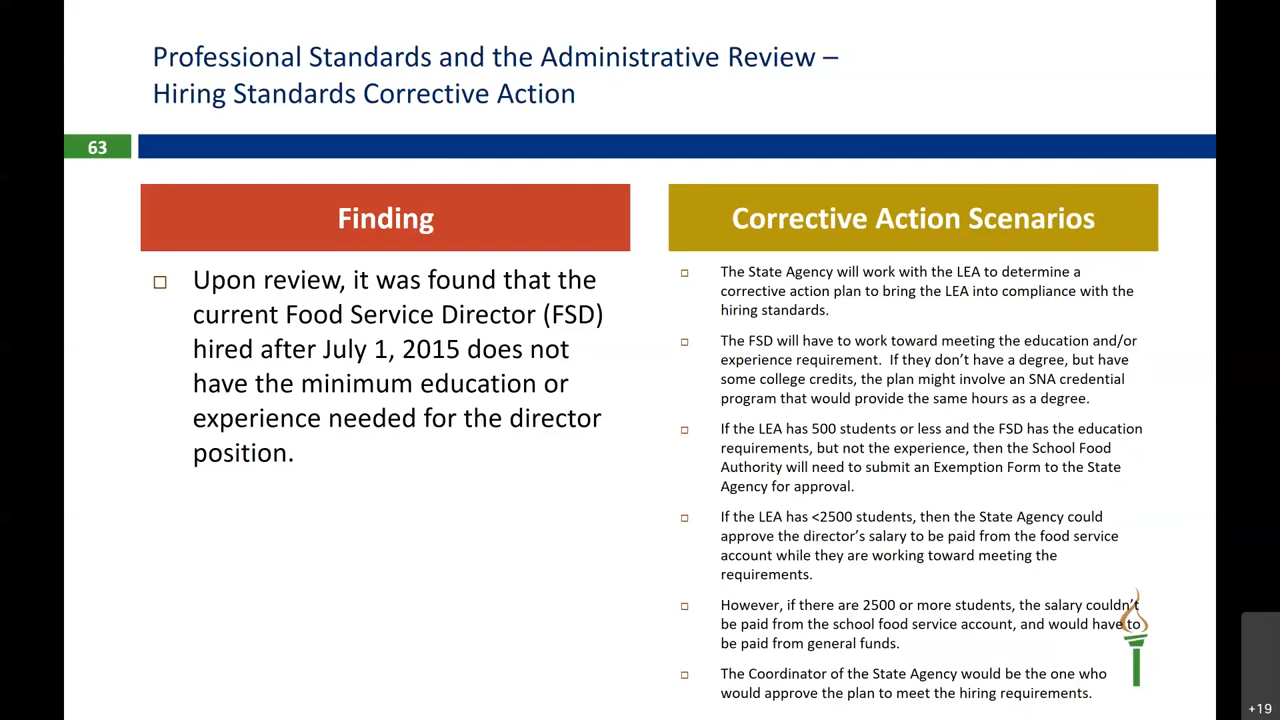 Professional Standards and the Administrative Review –
Hiring Standards Corrective Action
63
Finding
Upon review, it was found that the
current Food Service Director (FSD)
hired after July 1, 2015 does not
have the minimum education or
experience needed for the director
position.
Corrective Action Scenarios
The State Agency will work with the LEA to determine a
corrective action plan to bring the LEA into compliance with the
hiring standards.
The FSD will have to work toward meeting the education and/or
experience requirement.  If they don't have a degree, but have
some college credits, the plan might involve an SNA credential
program that would provide the same hours as a degree.
If the LEA has 500 students or less and the FSD has the education
requirements, but not the experience, then the School Food
Authority will need to submit an Exemption Form to the State
Agency for approval.
If the LEA has <2500 students, then the State Agency could
approve the director's salary to be paid from the food service
account while they are working toward meeting the
requirements.
However, if there are 2500 or more students, the salary couldn't
be paid from the school food service account, and would have to
be paid from general funds.
The Coordinator of the State Agency would be the one who
would approve the plan to meet the hiring requirements.
+19